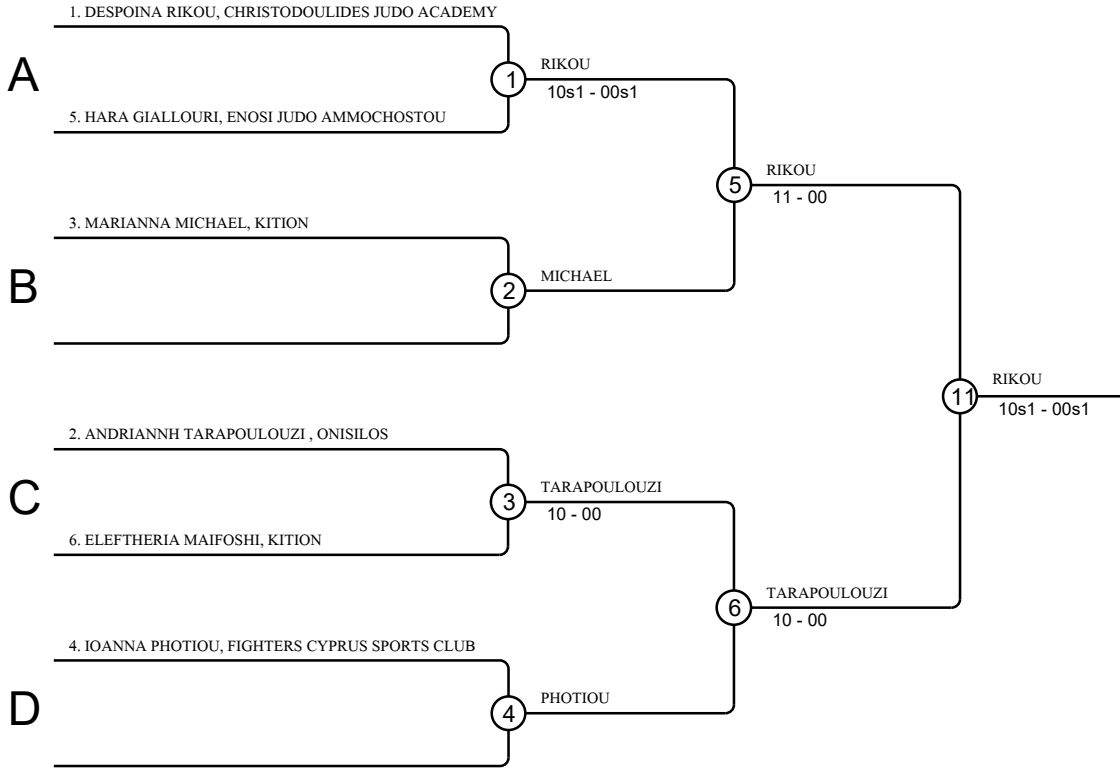 1. DESPOINA RIKOU, CHRISTODOULIDES JUDO ACADEMY
A
1
RIKOU
10s1 - 00s1
5. HARA GIALLOURI, ENOSI JUDO AMMOCHOSTOU
5
RIKOU
11 - 00
3. MARIANNA MICHAEL, KITION
B
2
MICHAEL
11
RIKOU
10s1 - 00s1
2. ANDRIANNH TARAPOULOUZI , ONISILOS
C
3
TARAPOULOUZI
10 - 00
6. ELEFTHERIA MAIFOSHI, KITION
6
TARAPOULOUZI
10 - 00
4. IOANNA PHOTIOU, FIGHTERS CYPRUS SPORTS CLUB
D
4
PHOTIOU